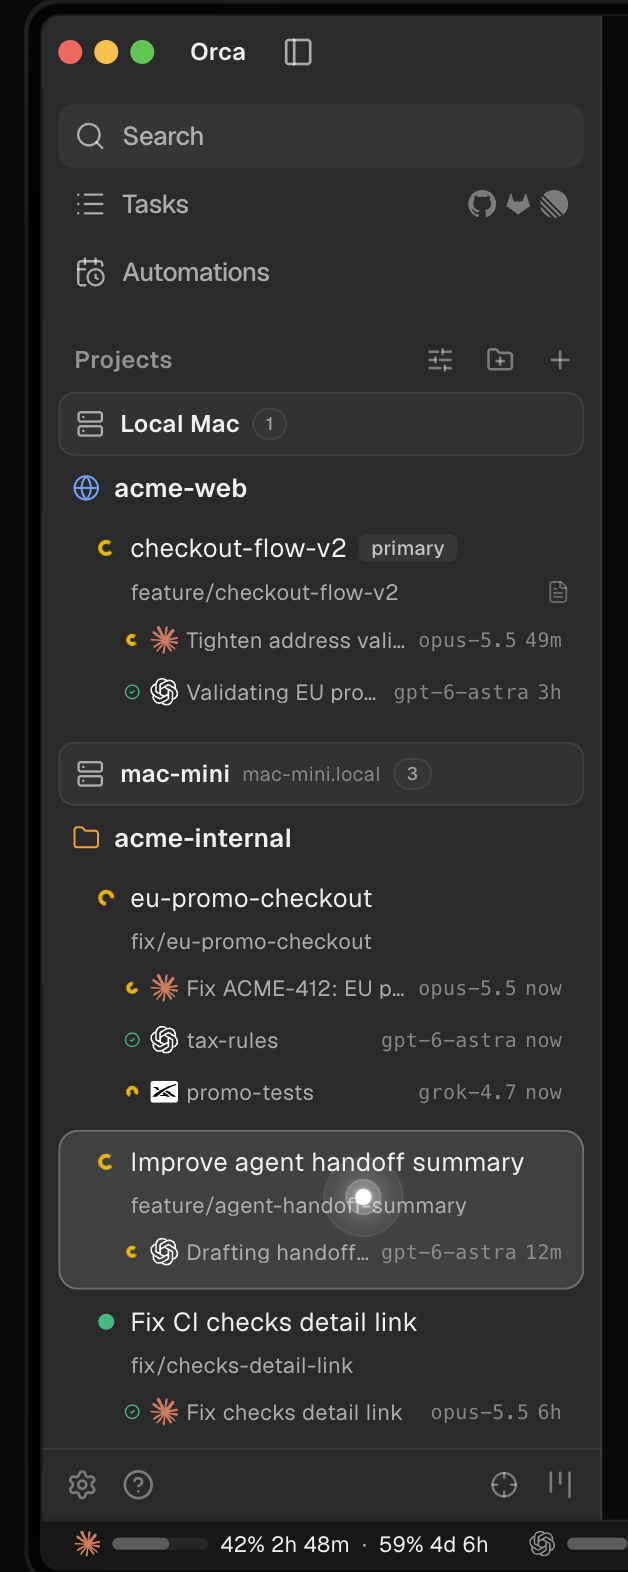 Orca
Search
Tasks
Automations
Projects
Local Mac 1
acme-web
checkout-flow-v2 primary
feature/checkout-flow-v2
Tighten address vali... opus-5.5 49m
Validating EU pro... gpt-6-astra 3h
mac-mini mac-mini.local 3
acme-internal
eu-promo-checkout
fix/eu-promo-checkout
Fix ACME-412: EU p... opus-5.5 now
tax-rules gpt-6-astra now
promo-tests grok-4.7 now
Improve agent handoff summary
feature/agent-handoff-summary
Drafting handoff... gpt-6-astra 12m
Fix CI checks detail link
fix/checks-detail-link
Fix checks detail link opus-5.5 6h
42% 2h 48m · 59% 4d 6h